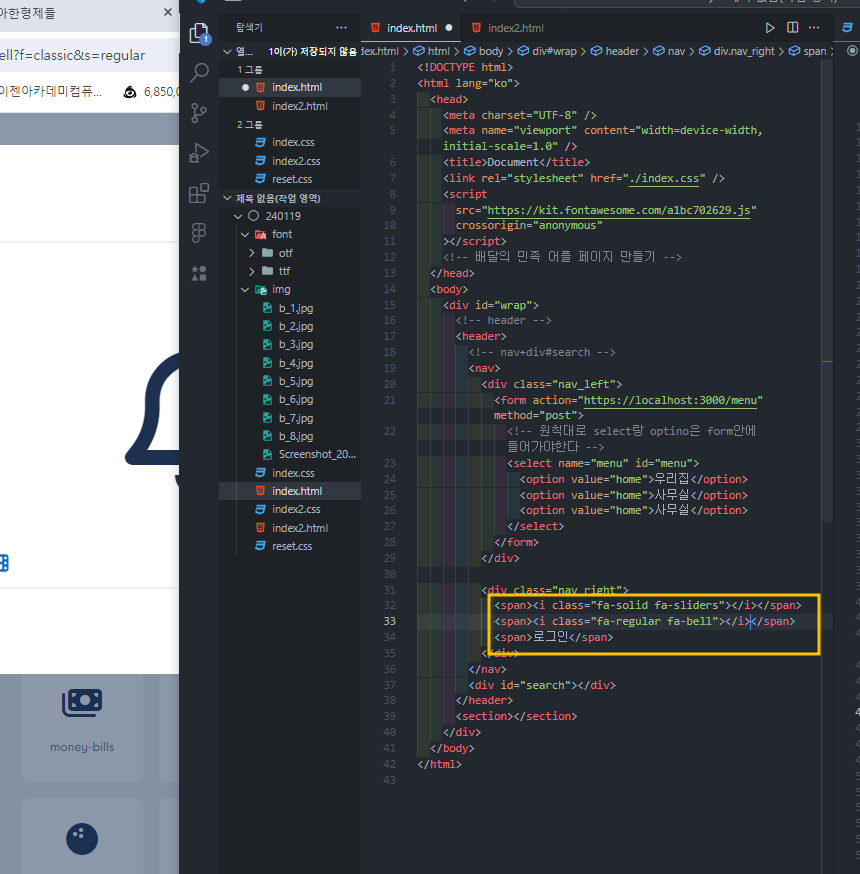 아한형제들
ell?f=classic&s=regular
이젠아카데미컴퓨...
6,850,0
money-bills
1
탐색기
1이(가) 저장되지 않음
1 그룹
index.html
index2.html
2 그룹
index.css
index2.css
reset.css
제목 없음(작업 영역)
240119
font
otf
ttf
img
b_1.jpg
b_2.jpg
b_3.jpg
b_4.jpg
b_5.jpg
b_6.jpg
b_7.jpg
b_8.jpg
Screenshot_20...
index.css
index.html
index2.css
index2.html
reset.css
index.html
index2.html
dex.html > html > body > div#wrap > header > nav > div.nav_right > span
1 <!DOCTYPE html>
2 <html lang="ko">
3 <head>
4 <meta charset="UTF-8" />
5 <meta name="viewport" content="width=device-width,
initial-scale=1.0" />
6 <title>Document</title>
7 <link rel="stylesheet" href="./index.css" />
8 <script
9 src="https://kit.fontawesome.com/a1bc702629.js"
10 crossorigin="anonymous"
11 ></script>
12 <!-- 배달의 민족 어플 페이지 만들기 -->
13 </head>
14 <body>
15 <div id="wrap">
16 <!-- header -->
17 <header>
18 <!-- nav+div#search -->
19 <nav>
20 <div class="nav_left">
21 <form action="https://localhost:3000/menu"
method="post">
22 <!-- 원칙대로 select랑 optino은 form안에
들어가야한다 -->
23 <select name="menu" id="menu">
24 <option value="home">우리집</option>
25 <option value="home">사무실</option>
26 <option value="home">사무실</option>
27 </select>
28 </form>
29 </div>
30
31 <div class="nav_right">
32 <span><i class="fa-solid fa-sliders"></i></span>
33 <span><i class="fa-regular fa-bell"></i></span>
34 <span>로그인</span>
35 </div>
36 </nav>
37 <div id="search"></div>
38 </header>
39 <section></section>
40 </div>
41 </body>
42 </html>
43